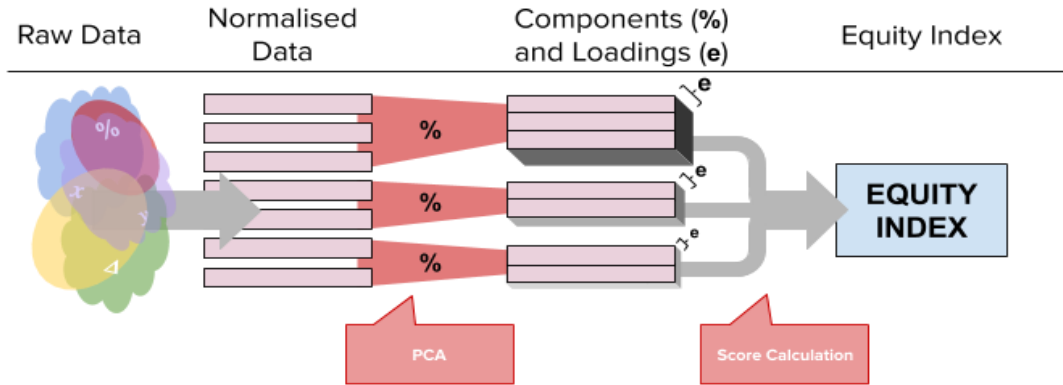 Raw Data
Normalised
Data
Components (%)
and Loadings (e)
Equity Index
%
x
y
Δ
%
%
%
e
e
e
EQUITY
INDEX
PCA
Score Calculation